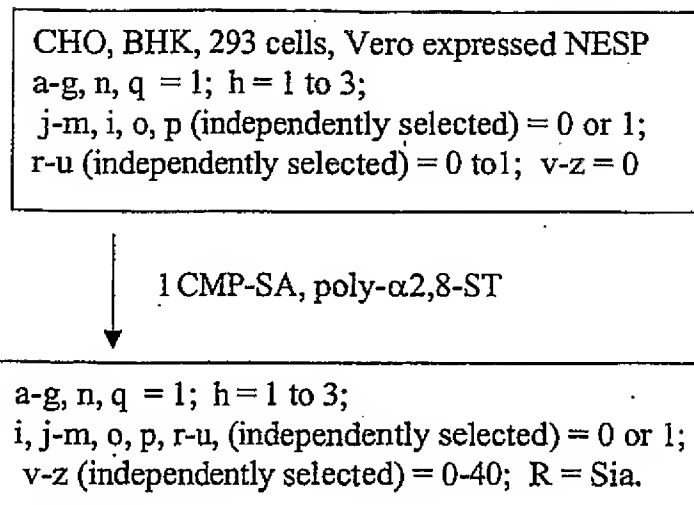 CHO, BHK, 293 cells, Vero expressed NESP
a-g, n, q = 1; h = 1 to 3;
j-m, i, o, p (independently selected) = 0 or 1;
r-u (independently selected) = 0 to1; v-z = 0
1 CMP-SA, poly-α2,8-ST
a-g, n, q = 1; h = 1 to 3;
i, j-m, o, p, r-u, (independently selected) = 0 or 1;
v-z (independently selected) = 0-40; R = Sia.